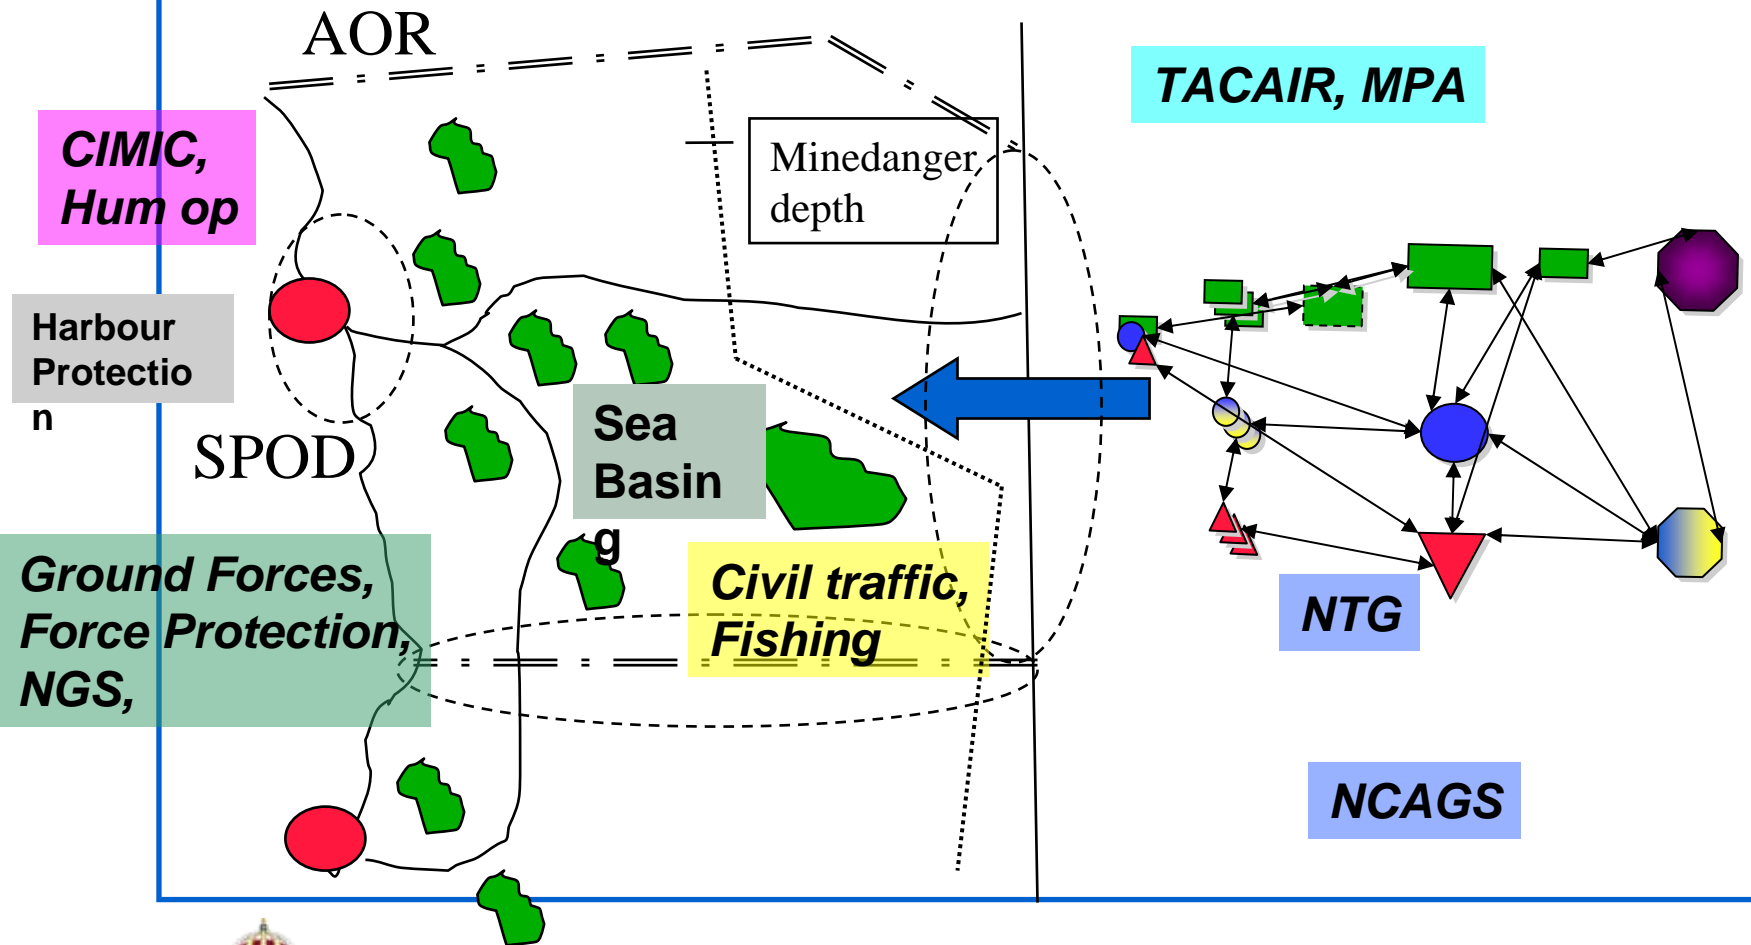 AOR
TACAIR, MPA
CIMIC,
Hum op
Minedanger
depth
Harbour
Protectio
n
Sea
Basin
g
SPOD
Ground Forces,
Force Protection,
NGS,
Civil traffic,
Fishing
NTG
NCAGS